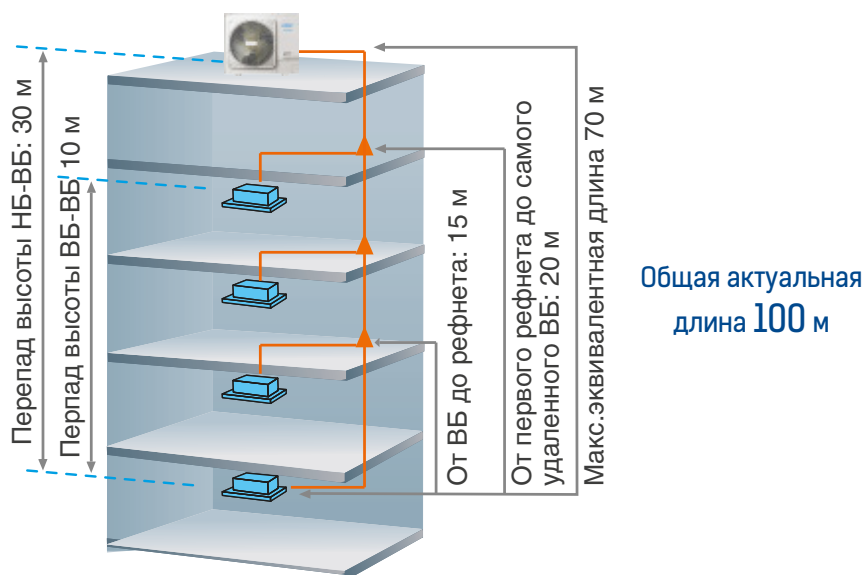 Перепад высоты НБ-ВБ: 30 м
Перпад высоты ВБ-ВБ 10 м
От ВБ до рефнета: 15 м
От первого рефнета до самого
удаленного ВБ: 20 м
Макс.эквивалентная длина 70 м
Общая актуальная
длина 100 м